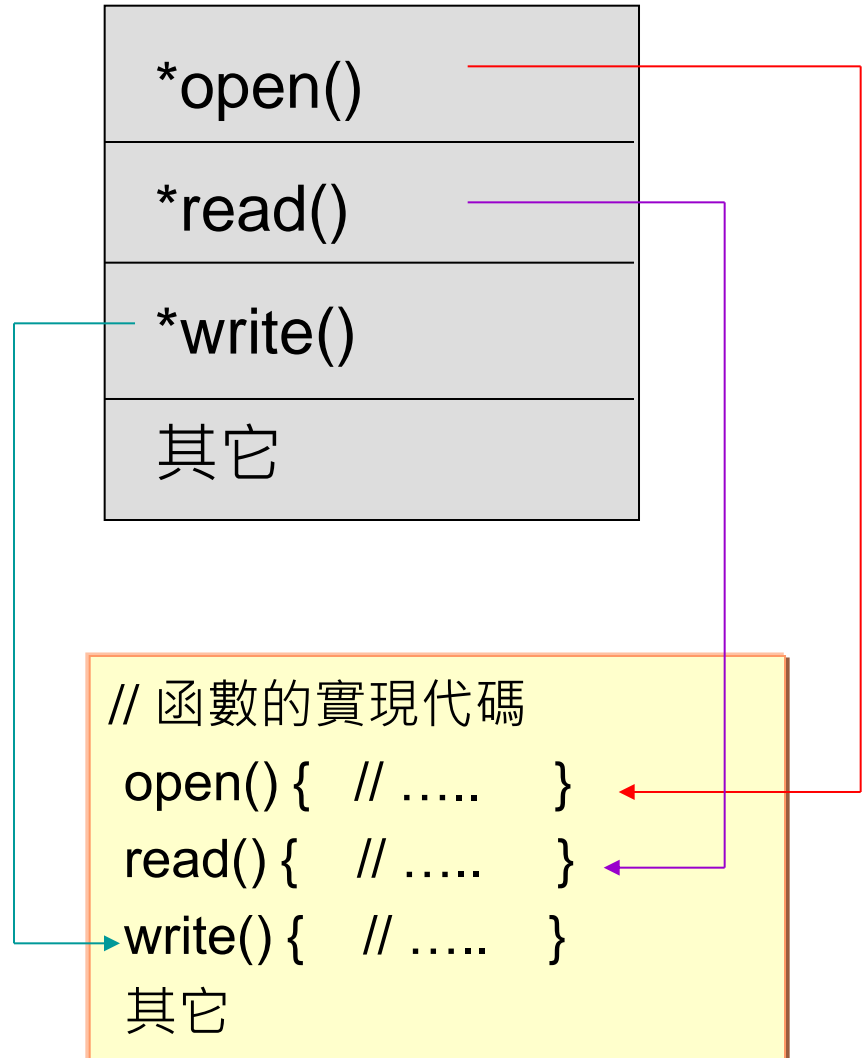 *open()
*read()
*write()
其它
// 函數的實現代碼
open() { // ….. }
read() { // ….. }
write() { // ….. }
其它